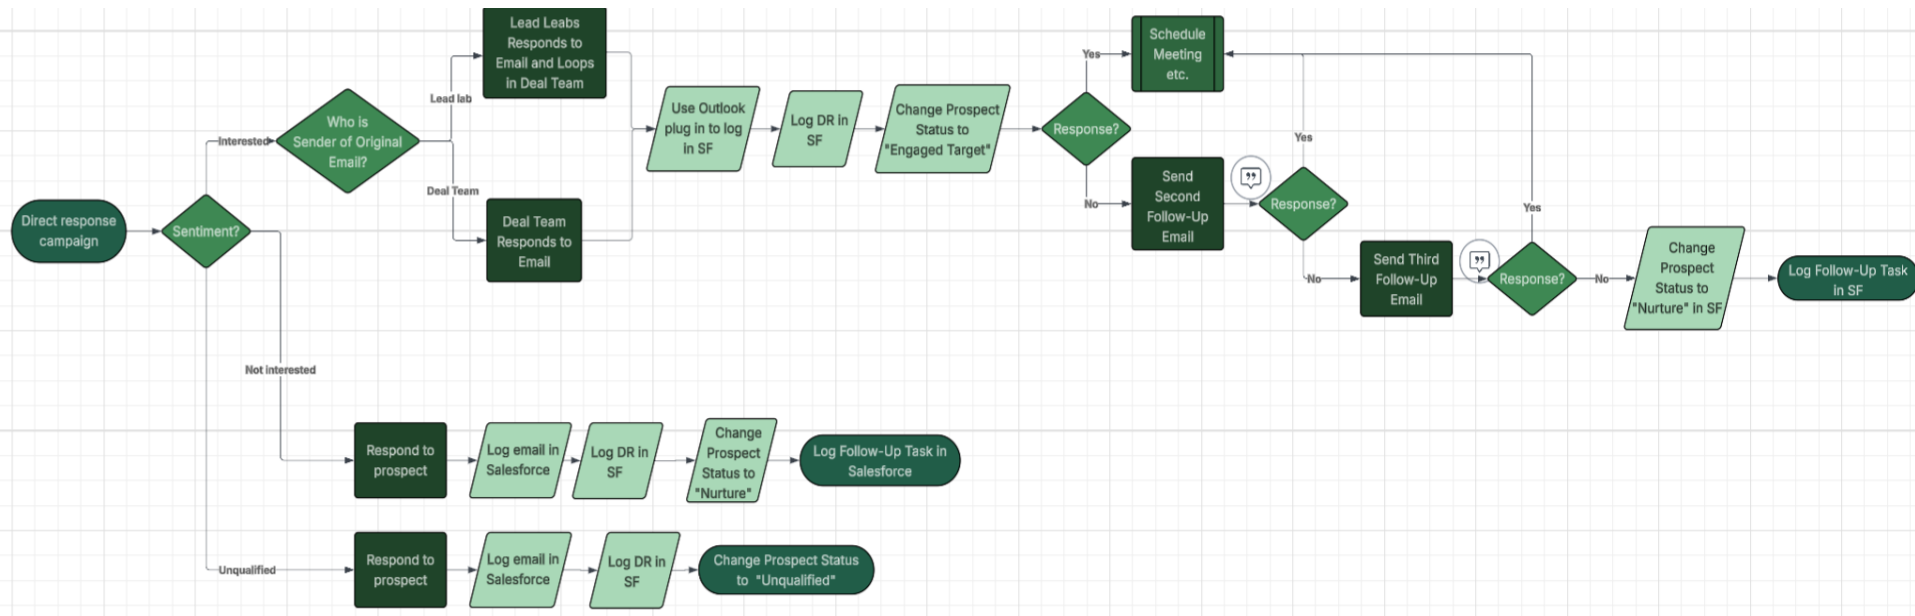 Direct response
campaign
Sentiment?
Interested
Who is
Sender of Original
Email?
Lead lab
Lead Leabs
Responds to
Email and Loops
in Deal Team
Deal Team
Deal Team
Responds to
Email
Use Outlook
plug in to log
in SF
Log DR in
SF
Change Prospect
Status to
"Engaged Target"
Response?
Yes
Schedule
Meeting
etc.
No
Send
Second
Follow-Up
Email
Response?
Yes
No
Send Third
Follow-Up
Email
Response?
Yes
No
Change
Prospect
Status to
"Nurture" in SF
Log Follow-Up Task
in SF
Not interested
Respond to
prospect
Log email in
Salesforce
Log DR in
SF
Change
Prospect
Status to
"Nurture"
Log Follow-Up Task in
Salesforce
Unqualified
Respond to
prospect
Log email in
Salesforce
Log DR in
SF
Change Prospect Status
to "Unqualified"